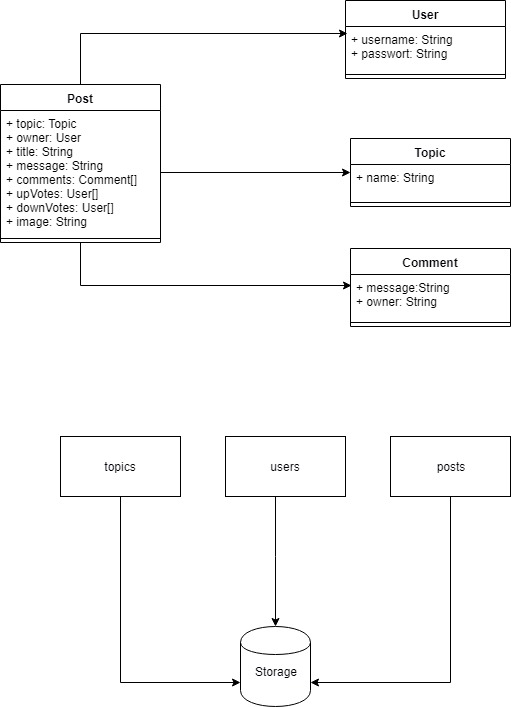 User
+ username: String
+ passwort: String
Post
+ topic: Topic
+ owner: User
+ title: String
+ message: String
+ comments: Comment[]
+ upVotes: User[]
+ downVotes: User[]
+ image: String
Topic
+ name: String
Comment
+ message:String
+ owner: String
topics
users
posts
Storage